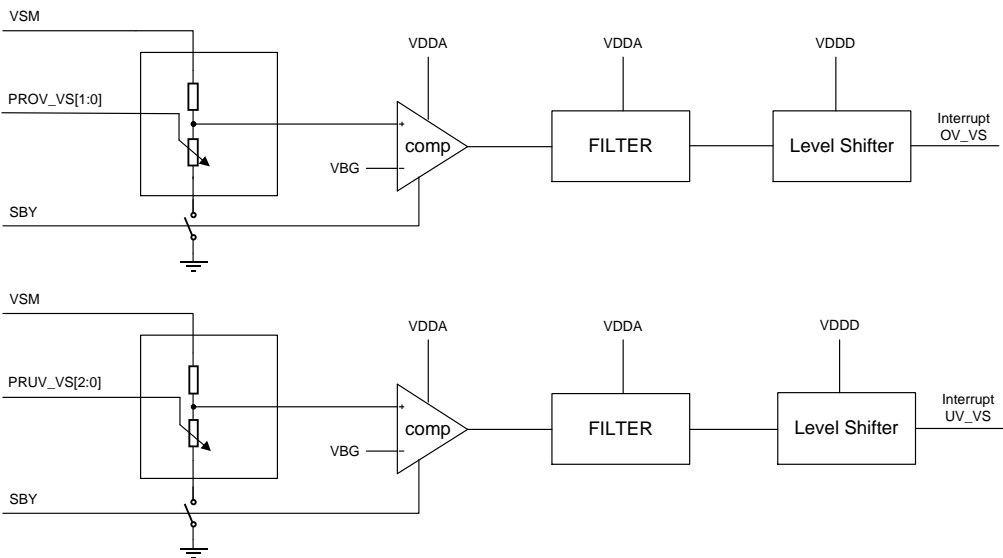 VSM
VDDA
VDDA
VDDD
PROV_VS[1:0]
+
comp
FILTER
Level Shifter
Interrupt
OV_VS
VBG
−
SBY
VSM
VDDA
VDDA
VDDD
PRUV_VS[2:0]
+
comp
FILTER
Level Shifter
Interrupt
UV_VS
VBG
−
SBY